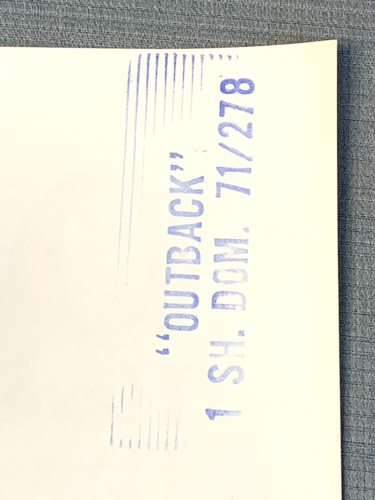 “OUTBACK”
1 SH. DOM. 71/278